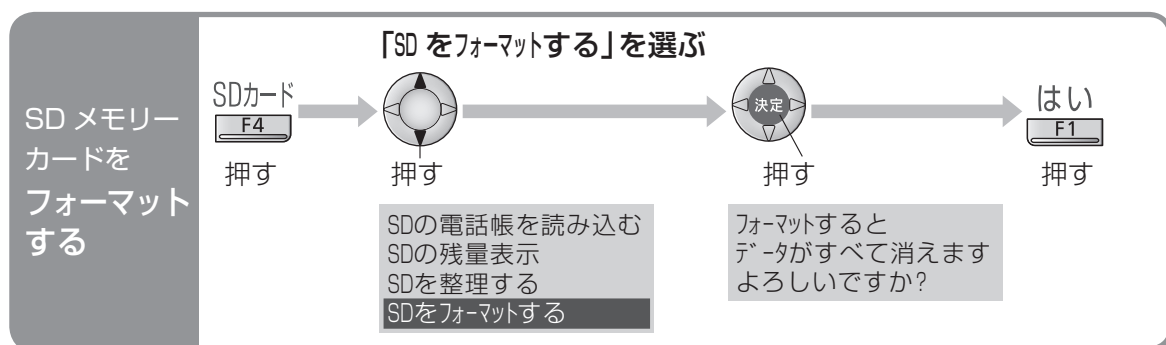 SD メモリー
カードを
フォーマット
する
「SD をフォーマットする」を選ぶ
SDカード
F4
押す
押す
決定
押す
はい
F1
押す
SDの電話帳を読み込む
SDの残量表示
SDを整理する
SDをフォーマットする
フォーマットすると
データがすべて消えます
よろしいですか?